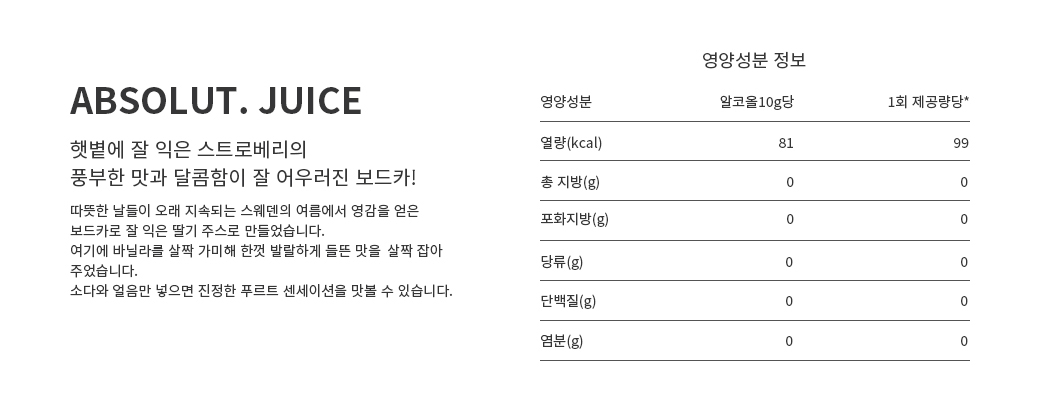 ABSOLUT. JUICE
햇볕에 잘 익은 스트로베리의
풍부한 맛과 달콤함이 잘 어우러진 보드카!
따뜻한 날들이 오래 지속되는 스웨덴의 여름에서 영감을 얻은
보드카로 잘 익은 딸기 주스로 만들었습니다.
여기에 바닐라를 살짝 가미해 한껏 발랄하게 들뜬 맛을 살짝 잡아
주었습니다.
소다와 얼음만 넣으면 진정한 푸르트 센세이션을 맛볼 수 있습니다.
영양성분 정보
영양성분 알코올10g당 1회 제공량당*
열량(kcal) 81 99
총 지방(g) 0 0
포화지방(g) 0 0
당류(g) 0 0
단백질(g) 0 0
염분(g) 0 0